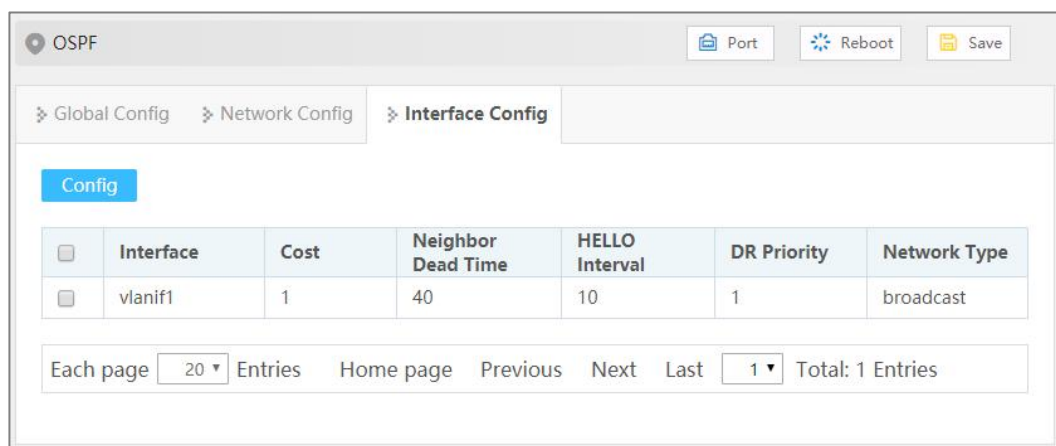 OSPF Port Reboot Save
Global Config Network Config Interface Config
Config
Interface Cost Neighbor Dead Time HELLO Interval DR Priority Network Type
vlanif1 1 40 10 1 broadcast
Each page 20 Entries Home page Previous Next Last 1 Total: 1 Entries